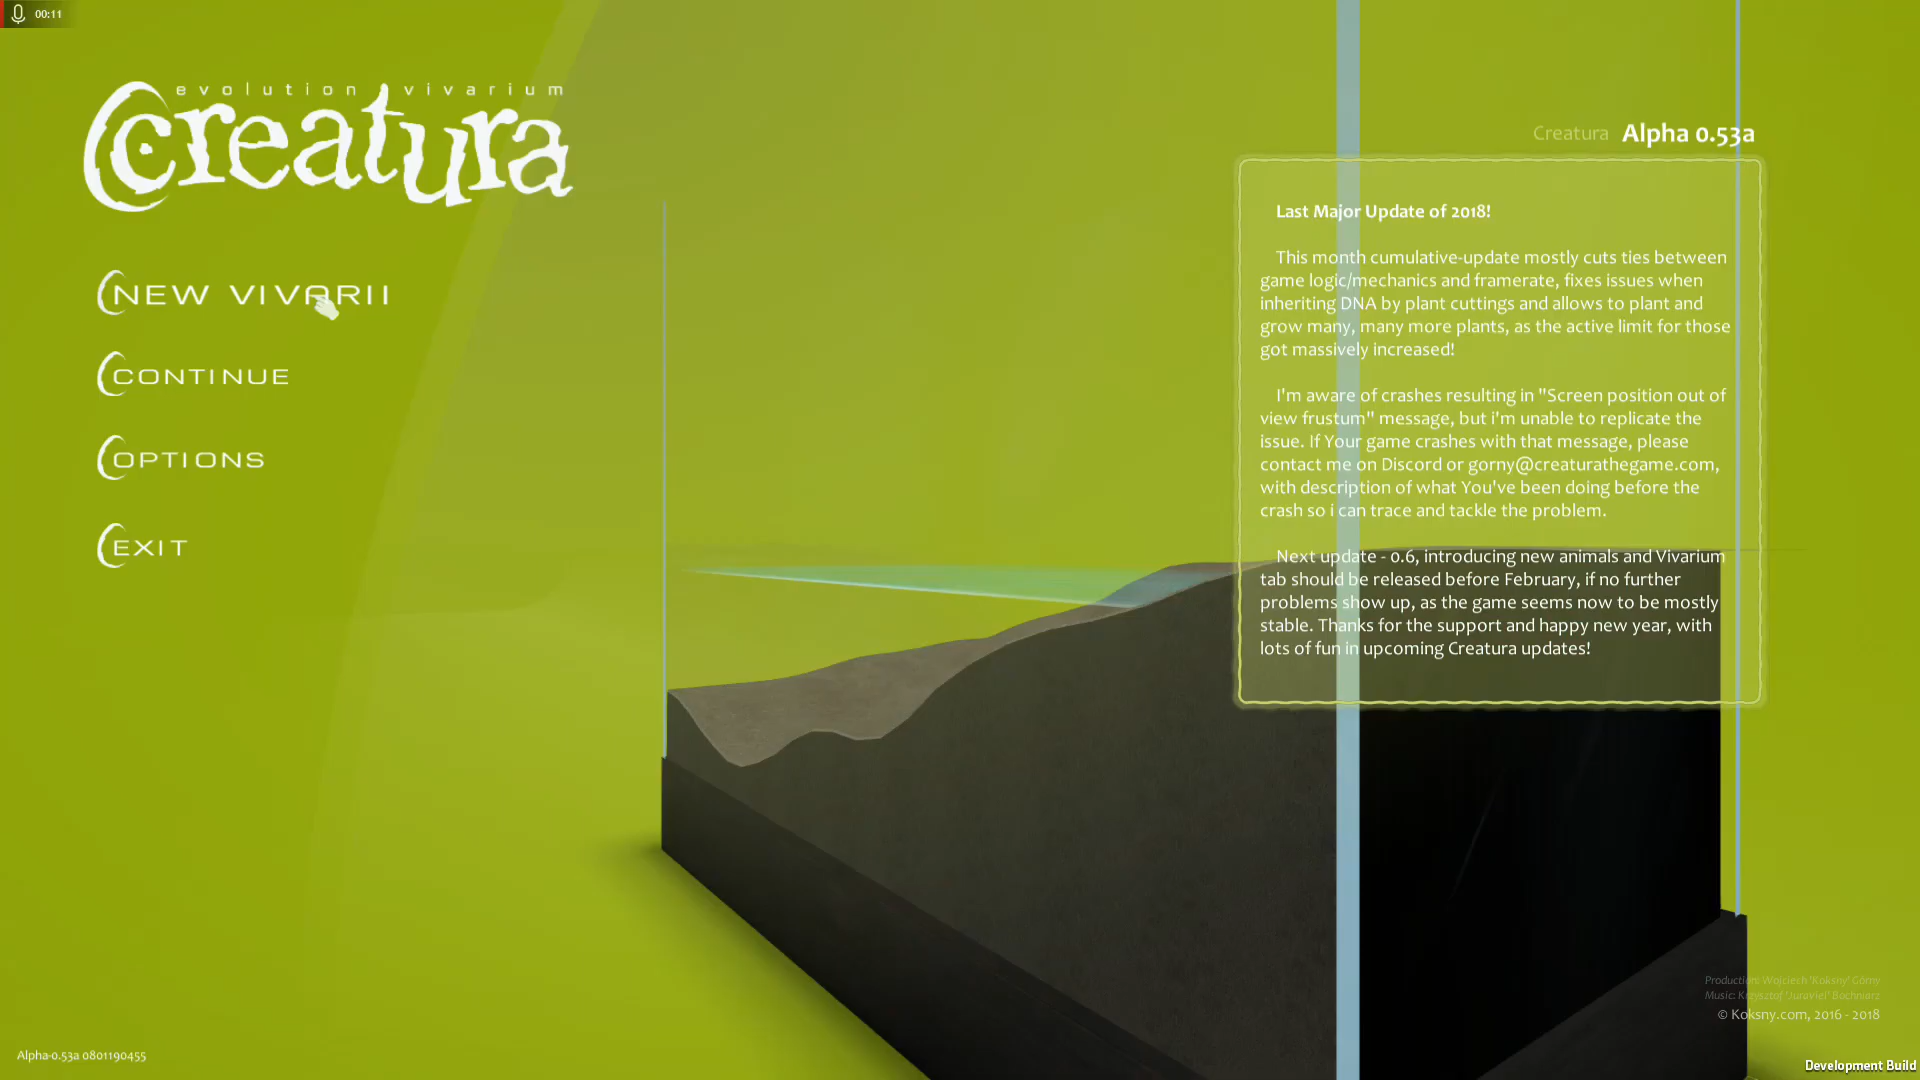 00:11
evolution vivarium
creatura
NEW VIVARII
CONTINUE
OPTIONS
EXIT
Creatura Alpha 0.53a
Last Major Update of 2018!
This month cumulative-update mostly cuts ties between
game logic/mechanics and framerate, fixes issues when
inheriting DNA by plant cuttings and allows to plant and
grow many, many more plants, as the active limit for those
got massively increased!
I'm aware of crashes resulting in "Screen position out of
view frustum" message, but i'm unable to replicate the
issue. If Your game crashes with that message, please
contact me on Discord or gorny@creaturathegame.com,
with description of what You've been doing before the
crash so i can trace and tackle the problem.
Next update - 0.6, introducing new animals and Vivarium
tab should be released before February, if no further
problems show up, as the game seems now to be mostly
stable. Thanks for the support and happy new year, with
lots of fun in upcoming Creatura updates!
Production: Wojciech 'Koksny' Górny
Music: Krzysztof 'Juraviel' Bachniarz
© Koksny.com, 2016 - 2018
Alpha-0.53a 0801190455
Development Build